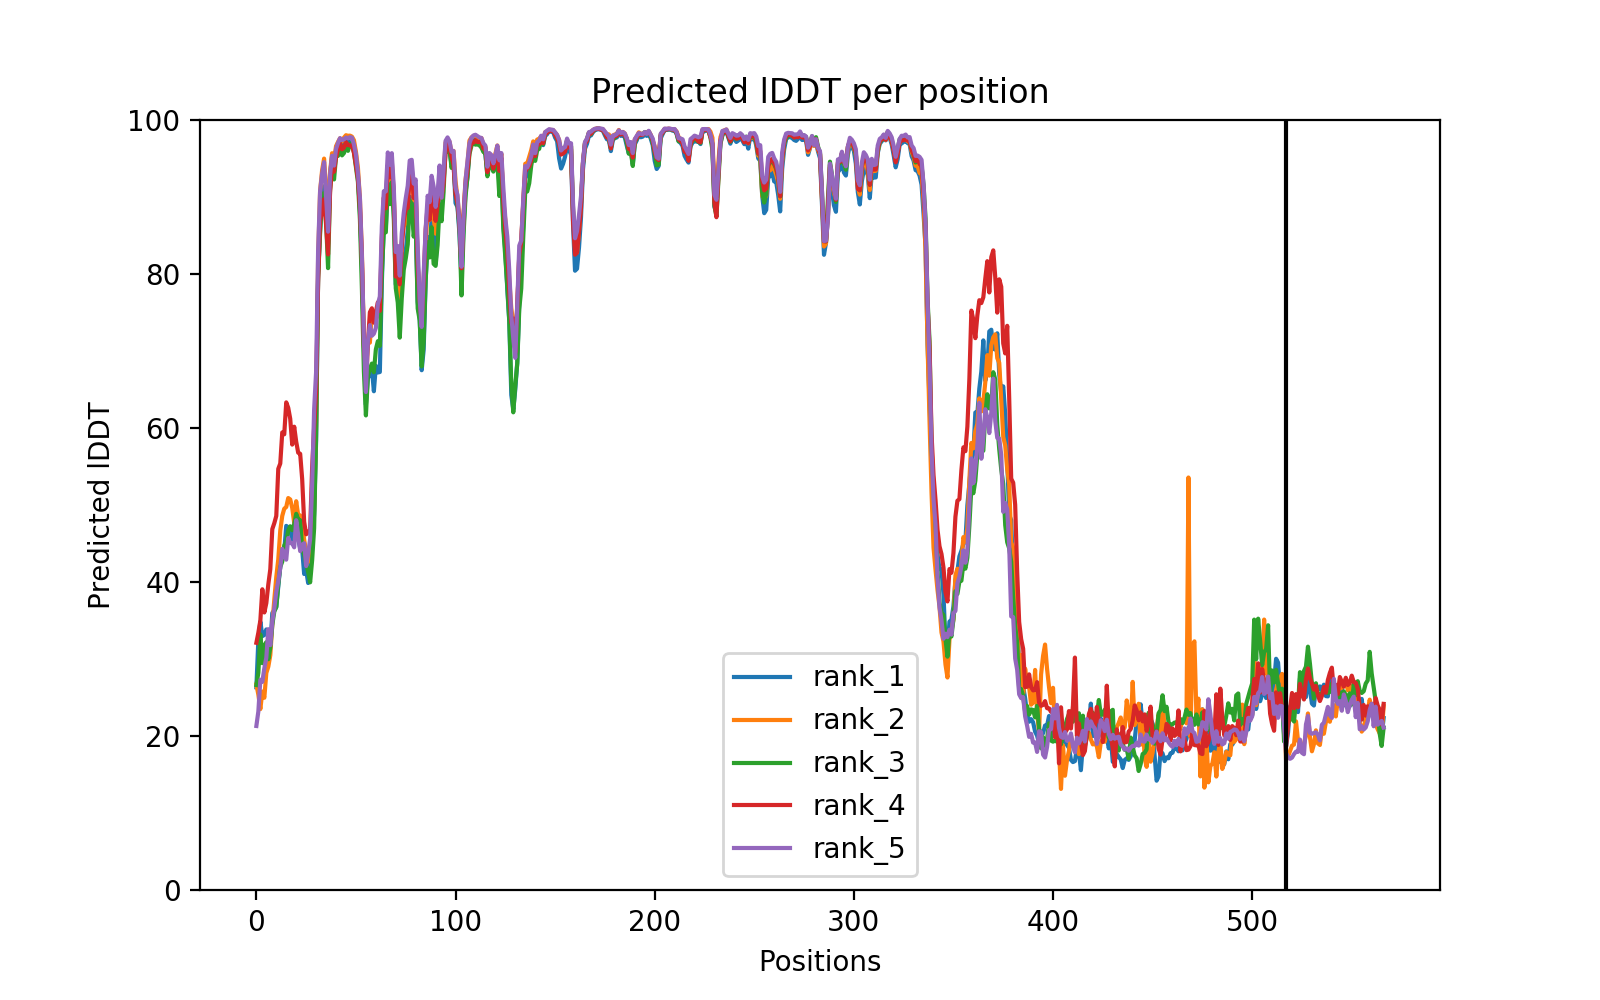 Predicted lDDT per position
100
80
60
40
20
0
Predicted lDDT
rank_1
rank_2
rank_3
rank_4
rank_5
0 100 200 300 400 500
Positions